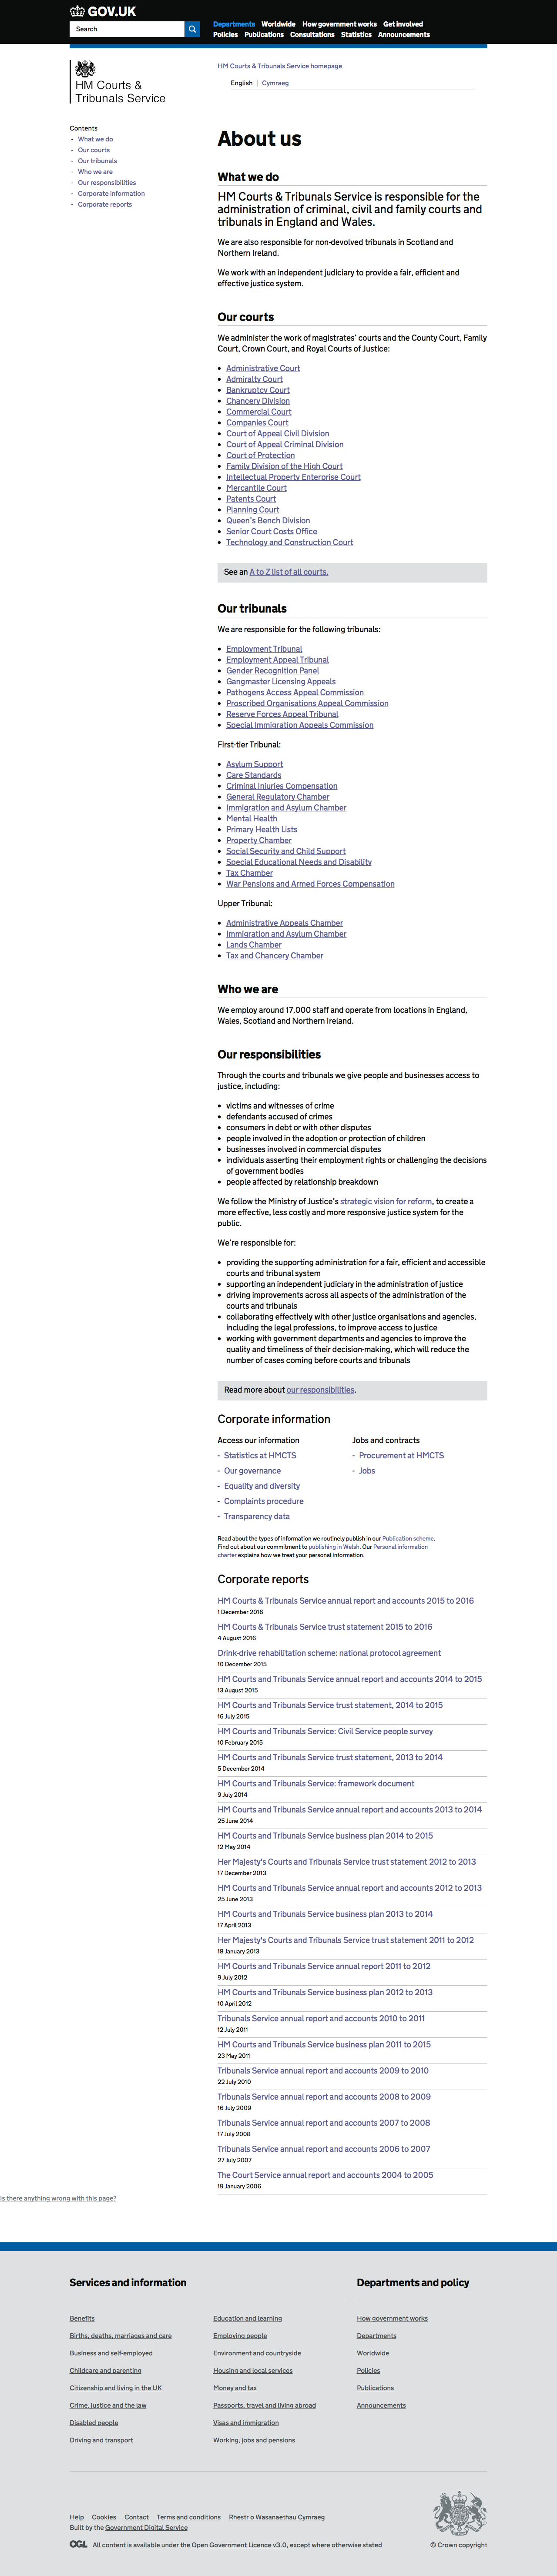 GOV.UK
Search
Departments Worldwide How government works Get involved
Policies Publications Consultations Statistics Announcements
HM Courts &
Tribunals Service
HM Courts & Tribunals Service homepage
English Cymraeg
Contents
- What we do
- Our courts
- Our tribunals
- Who we are
- Our responsibilities
- Corporate information
- Corporate reports
About us
What we do
HM Courts & Tribunals Service is responsible for the
administration of criminal, civil and family courts and
tribunals in England and Wales.
We are also responsible for non-devolved tribunals in Scotland and
Northern Ireland.
We work with an independent judiciary to provide a fair, efficient and
effective justice system.
Our courts
We administer the work of magistrates' courts and the County Court, Family
Court, Crown Court, and Royal Courts of Justice:
• Administrative Court
• Admiralty Court
• Bankruptcy Court
• Chancery Division
• Commercial Court
• Companies Court
• Court of Appeal Civil Division
• Court of Appeal Criminal Division
• Court of Protection
• Family Division of the High Court
• Intellectual Property Enterprise Court
• Mercantile Court
• Patents Court
• Planning Court
• Queen's Bench Division
• Senior Court Costs Office
• Technology and Construction Court
See an A to Z list of all courts.
Our tribunals
We are responsible for the following tribunals:
• Employment Tribunal
• Employment Appeal Tribunal
• Gender Recognition Panel
• Gangmaster Licensing Appeals
• Pathogens Access Appeal Commission
• Proscribed Organisations Appeal Commission
• Reserve Forces Appeal Tribunal
• Special Immigration Appeals Commission
First-tier Tribunal:
• Asylum Support
• Care Standards
• Criminal Injuries Compensation
• General Regulatory Chamber
• Immigration and Asylum Chamber
• Mental Health
• Primary Health Lists
• Property Chamber
• Social Security and Child Support
• Special Educational Needs and Disability
• Tax Chamber
• War Pensions and Armed Forces Compensation
Upper Tribunal:
• Administrative Appeals Chamber
• Immigration and Asylum Chamber
• Lands Chamber
• Tax and Chancery Chamber
Who we are
We employ around 17,000 staff and operate from locations in England,
Wales, Scotland and Northern Ireland.
Our responsibilities
Through the courts and tribunals we give people and businesses access to
justice, including:
• victims and witnesses of crime
• defendants accused of crimes
• consumers in debt or with other disputes
• people involved in the adoption or protection of children
• businesses involved in commercial disputes
• individuals asserting their employment rights or challenging the decisions
of government bodies
• people affected by relationship breakdown
We follow the Ministry of Justice's strategic vision for reform, to create a
more effective, less costly and more responsive justice system for the
public.
We're responsible for:
• providing the supporting administration for a fair, efficient and accessible
courts and tribunal system
• supporting an independent judiciary in the administration of justice
• driving improvements across all aspects of the administration of the
courts and tribunals
• collaborating effectively with other justice organisations and agencies,
including the legal professions, to improve access to justice
• working with government departments and agencies to improve the
quality and timeliness of their decision-making, which will reduce the
number of cases coming before courts and tribunals
Read more about our responsibilities.
Corporate information
Access our information
- Statistics at HMCTS
- Our governance
- Equality and diversity
- Complaints procedure
- Transparency data
Jobs and contracts
- Procurement at HMCTS
- Jobs
Read about the types of information we routinely publish in our Publication scheme.
Find out about our commitment to publishing in Welsh. Our Personal information
charter explains how we treat your personal information.
Corporate reports
HM Courts & Tribunals Service annual report and accounts 2015 to 2016
1 December 2016
HM Courts & Tribunals Service trust statement 2015 to 2016
4 August 2016
Drink-drive rehabilitation scheme: national protocol agreement
10 December 2015
HM Courts and Tribunals Service annual report and accounts 2014 to 2015
13 August 2015
HM Courts and Tribunals Service trust statement, 2014 to 2015
16 July 2015
HM Courts and Tribunals Service: Civil Service people survey
10 February 2015
HM Courts and Tribunals Service trust statement, 2013 to 2014
5 December 2014
HM Courts and Tribunals Service: framework document
9 July 2014
HM Courts and Tribunals Service annual report and accounts 2013 to 2014
25 June 2014
HM Courts and Tribunals Service business plan 2014 to 2015
12 May 2014
Her Majesty's Courts and Tribunals Service trust statement 2012 to 2013
17 December 2013
HM Courts and Tribunals Service annual report and accounts 2012 to 2013
25 June 2013
HM Courts and Tribunals Service business plan 2013 to 2014
17 April 2013
Her Majesty's Courts and Tribunals Service trust statement 2011 to 2012
18 January 2013
HM Courts and Tribunals Service annual report 2011 to 2012
9 July 2012
HM Courts and Tribunals Service business plan 2012 to 2013
10 April 2012
Tribunals Service annual report and accounts 2010 to 2011
12 July 2011
HM Courts and Tribunals Service business plan 2011 to 2015
23 May 2011
Tribunals Service annual report and accounts 2009 to 2010
22 July 2010
Tribunals Service annual report and accounts 2008 to 2009
16 July 2009
Tribunals Service annual report and accounts 2007 to 2008
17 July 2008
Tribunals Service annual report and accounts 2006 to 2007
27 July 2007
The Court Service annual report and accounts 2004 to 2005
19 January 2006
Is there anything wrong with this page?
Services and information
Benefits
Births, deaths, marriages and care
Business and self-employed
Childcare and parenting
Citizenship and living in the UK
Crime, justice and the law
Disabled people
Driving and transport
Education and learning
Employing people
Environment and countryside
Housing and local services
Money and tax
Passports, travel and living abroad
Visas and immigration
Working, jobs and pensions
Departments and policy
How government works
Departments
Worldwide
Policies
Publications
Announcements
Help Cookies Contact Terms and conditions Rhestr o Wasanaethau Cymraeg
Built by the Government Digital Service
OGL All content is available under the Open Government Licence v3.0, except where otherwise stated
© Crown copyright